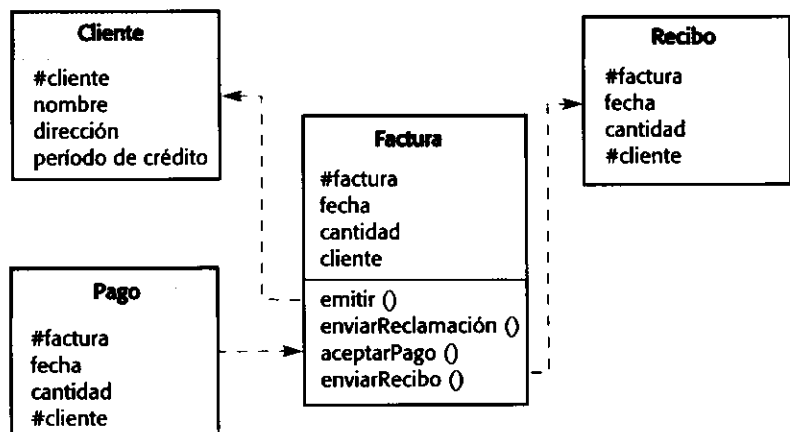 Cliente
#cliente
nombre
dirección
período de crédito
Recibo
#factura
fecha
cantidad
#cliente
Factura
#factura
fecha
cantidad
cliente
emitir ()
enviarReclamación ()
aceptarPago ()
enviarRecibo ()
Pago
#factura
fecha
cantidad
#cliente